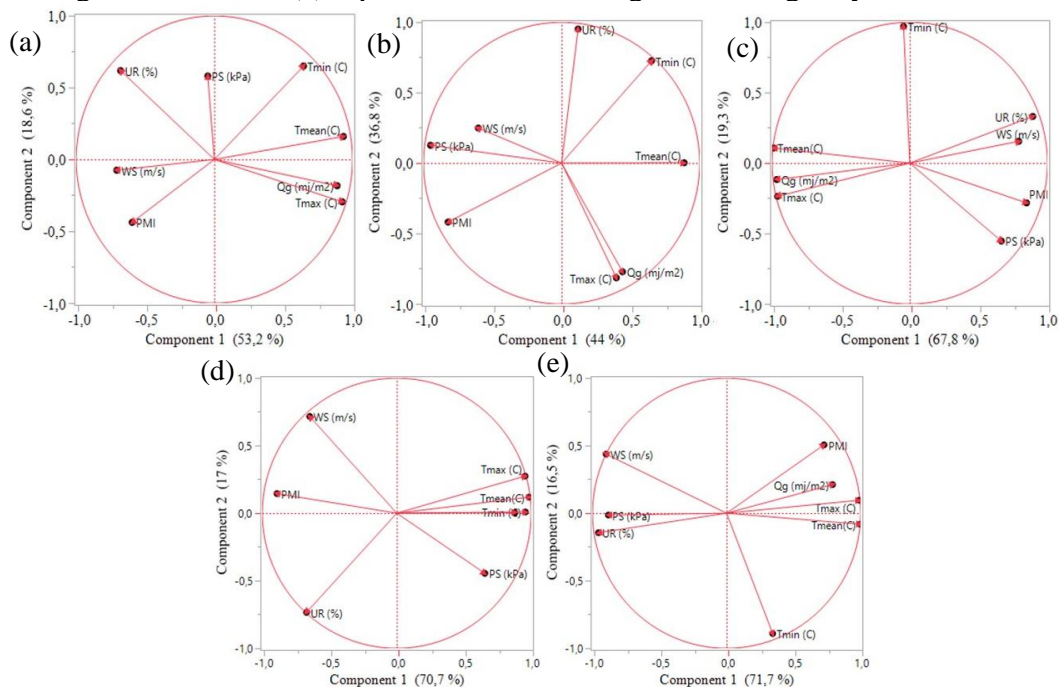 (a)
1,0
0,5
0,0
-0,5
-1,0
Component 2 (18,6 %)
UR (%)
PS (kPa)
Tmin (C)
Tmean(C)
WS (m/s)
Qg (mj/m2)
Tmax (C)
PMI
-1,0 -0,5 0,0 0,5 1,0
Component 1 (53,2 %)
(b)
1,0
0,5
0,0
-0,5
-1,0
Component 2 (36,8 %)
UR (%)
Tmin (C)
WS (m/s)
PS (kPa)
Tmean(C)
PMI
Qg (mj/m2)
Tmax (C)
-1,0 -0,5 0,0 0,5 1,0
Component 1 (44 %)
(c)
1,0
0,5
0,0
-0,5
-1,0
Component 2 (19,3 %)
Tmin (C)
UR (%)
WS (m/s)
Tmean(C)
Qg (mj/m2)
Tmax (C)
PMI
PS (kPa)
-1,0 -0,5 0,0 0,5 1,0
Component 1 (67,8 %)
(d)
1,0
0,5
0,0
-0,5
-1,0
Component 2 (17 %)
WS (m/s)
Tmax (C)
PMI
Tmean(C)
Tmin (C)
PS (kPa)
UR (%)
-1,0 -0,5 0,0 0,5 1,0
Component 1 (70,7 %)
(e)
1,0
0,5
0,0
-0,5
-1,0
Component 2 (16,5 %)
WS (m/s)
PMI
Qg (mj/m2)
Tmax (C)
PS (kPa)
Tmean(C)
UR (%)
Tmin (C)
-1,0 -0,5 0,0 0,5 1,0
Component 1 (71,7 %)